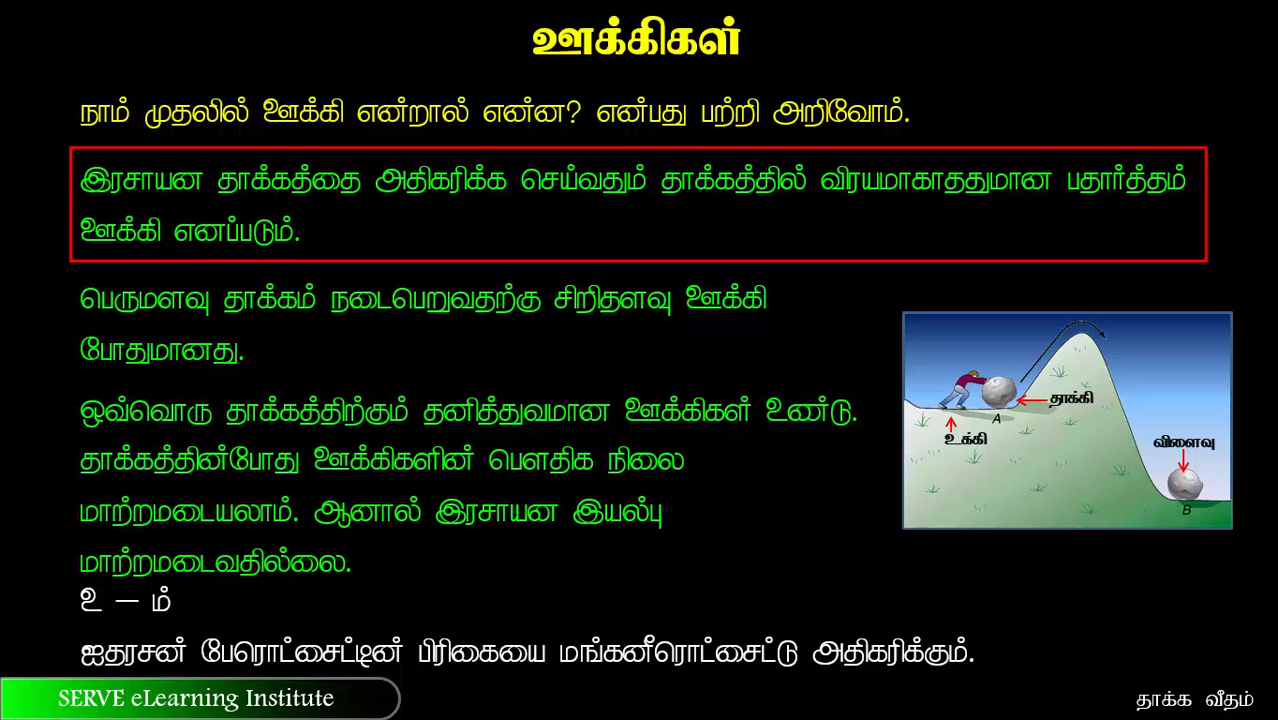 ஊக்கிகள்
நாம் முதலில் ஊக்கி என்றால் என்ன? என்பது பற்றி அறிவோம்.
இரசாயன தாக்கத்தை அதிகரிக்க செய்வதும் தாக்கத்தில் விரயமாகாததுமான பதார்த்தம்
ஊக்கி எனப்படும்.
பெருமளவு தாக்கம் நடைபெறுவதற்கு சிறிதளவு ஊக்கி
போதுமானது.
ஒவ்வொரு தாக்கத்திற்கும் தனித்துவமான ஊக்கிகள் உண்டு.
தாக்கத்தின்போது ஊக்கிகளின் பௌதிக நிலை
மாற்றமடையலாம். ஆனால் இரசாயன இயல்பு
மாற்றமடைவதில்லை.
தாக்கி
A
உக்கி
விளைவு
B
உ – ம்
ஐதரசன் பேரொட்சைட்டின் பிரிகையை மங்கனீரொட்சைட்டு அதிகரிக்கும்.
SERVE eLearning Institute
தாக்க வீதம்